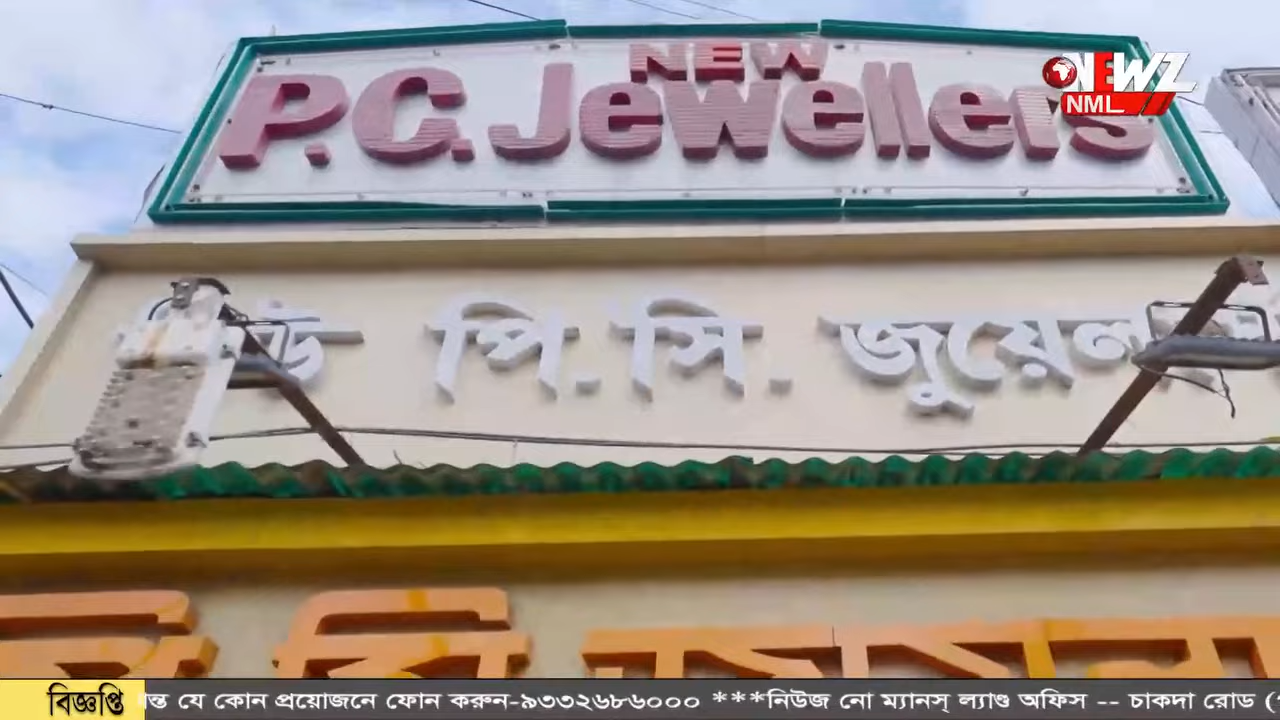 NEW
P.C. Jewellers
NEWZ
NML
উ পি. সি. জুয়েল
পি সি জুয়েল
বিজ্ঞপ্তি
যে কোন প্রয়োজনে ফোন করুন-৯৩৩২৬৮৬০০০ ***নিউজ নো ম্যানস্ ল্যাণ্ড অফিস -- চাকদা রোড (